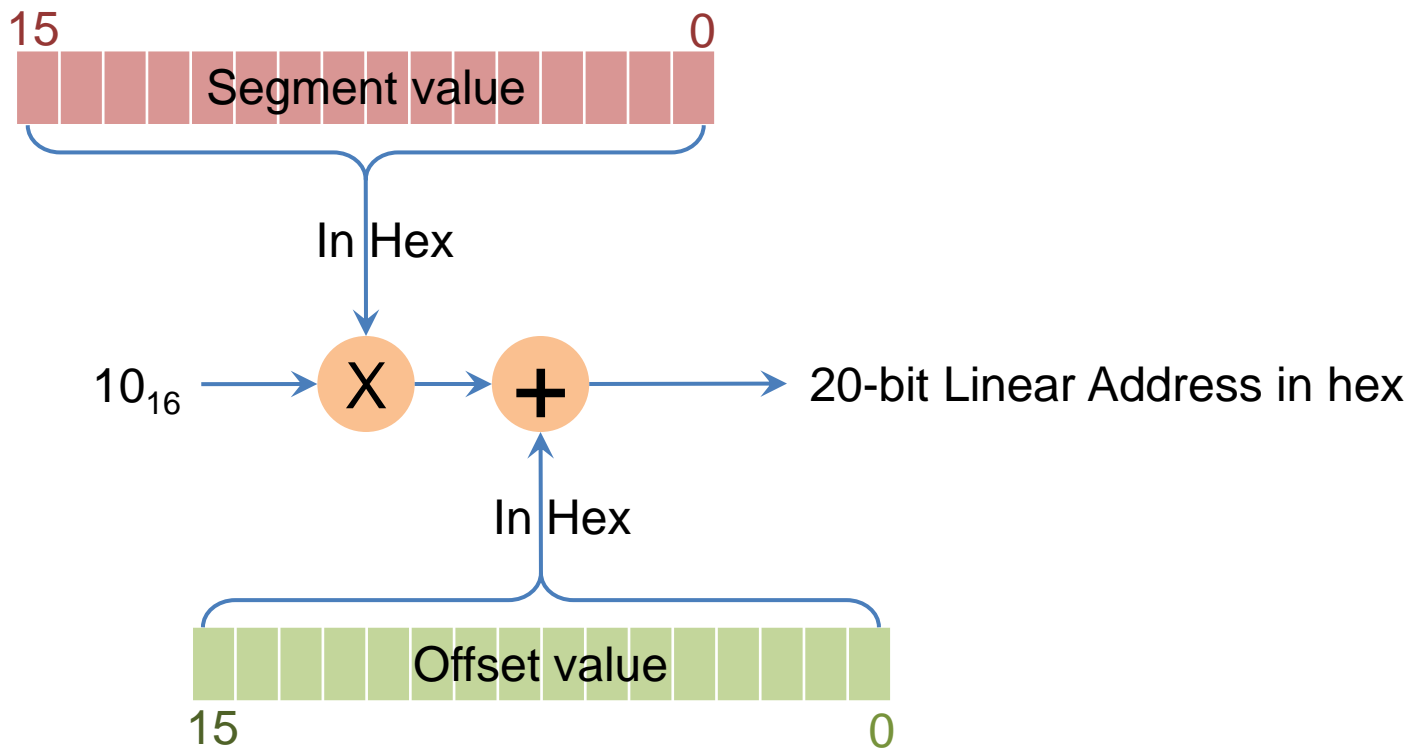 15 0
Segment value
In Hex
10₁₆ X + 20-bit Linear Address in hex
In Hex
Offset value
15 0